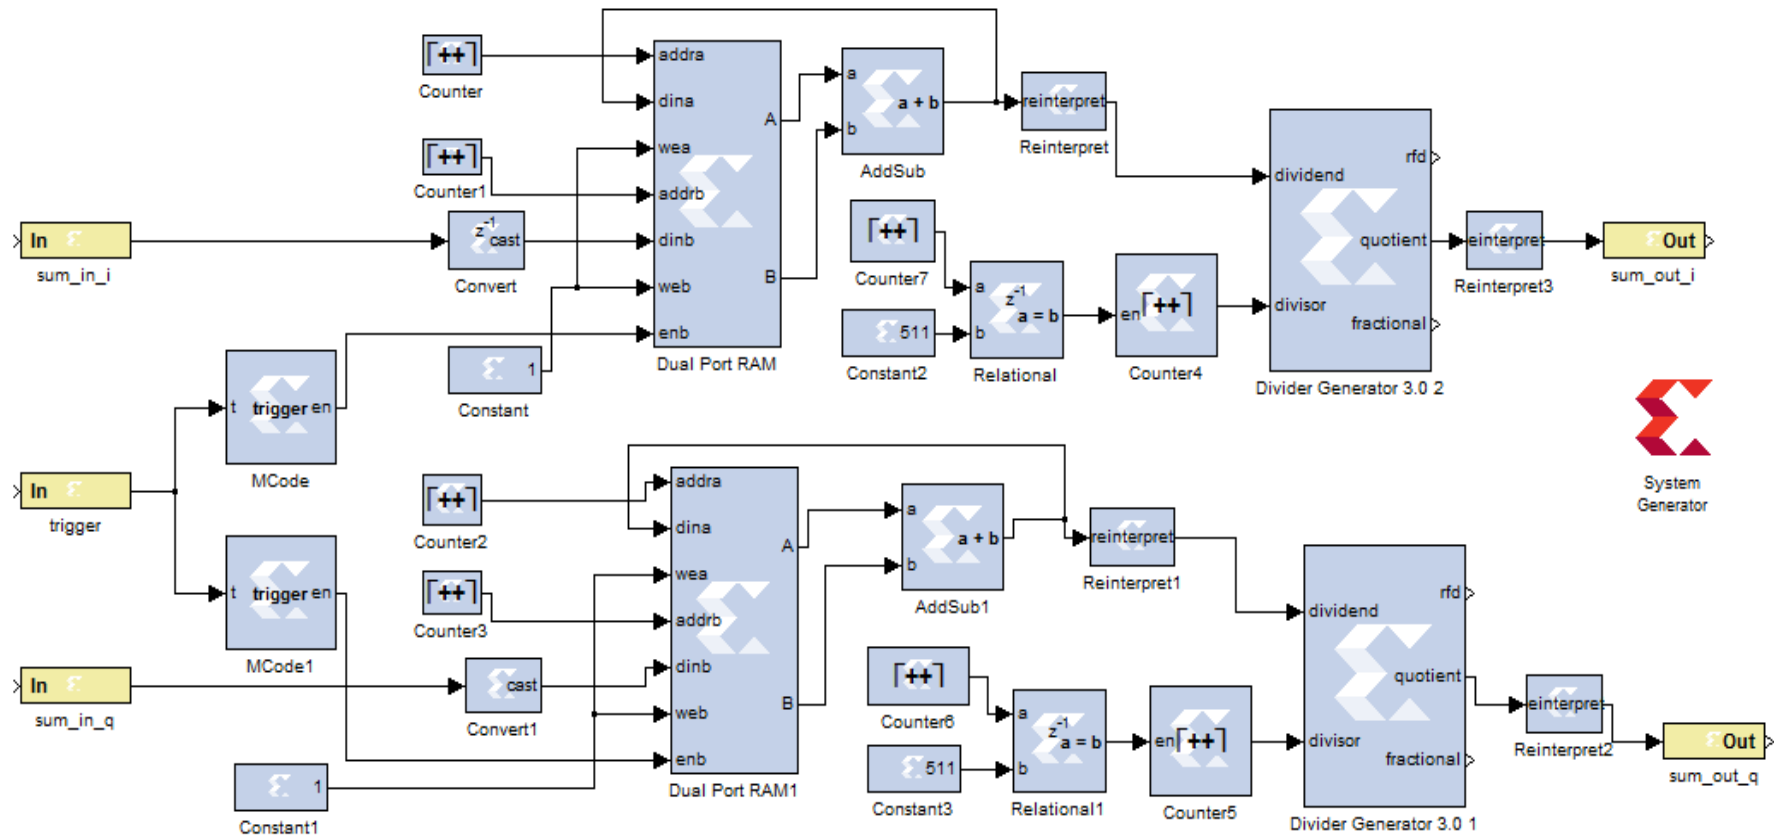 ++
Counter
++
Counter1
In
sum_in_i
z-1 cast
Convert
1
Constant
addra
dina
wea
addrb
dinb
web
enb
A
B
Dual Port RAM
a
b
a + b
AddSub
reinterpret
Reinterpret
++
Counter7
511
Constant2
a
b
z-1
a = b
Relational
en ++
Counter4
dividend
divisor
rfd
quotient
fractional
Divider Generator 3.0 2
einterpret
Reinterpret3
Out
sum_out_i
System
Generator
t trigger en
MCode
In
trigger
t trigger en
MCode1
In
sum_in_q
++
Counter2
++
Counter3
cast
Convert1
1
Constant1
addra
dina
wea
addrb
dinb
web
enb
A
B
Dual Port RAM1
a
b
a + b
AddSub1
reinterpret
Reinterpret1
++
Counter6
511
Constant3
a
b
z-1
a = b
Relational1
en ++
Counter5
dividend
divisor
rfd
quotient
fractional
Divider Generator 3.0 1
einterpret
Reinterpret2
Out
sum_out_q